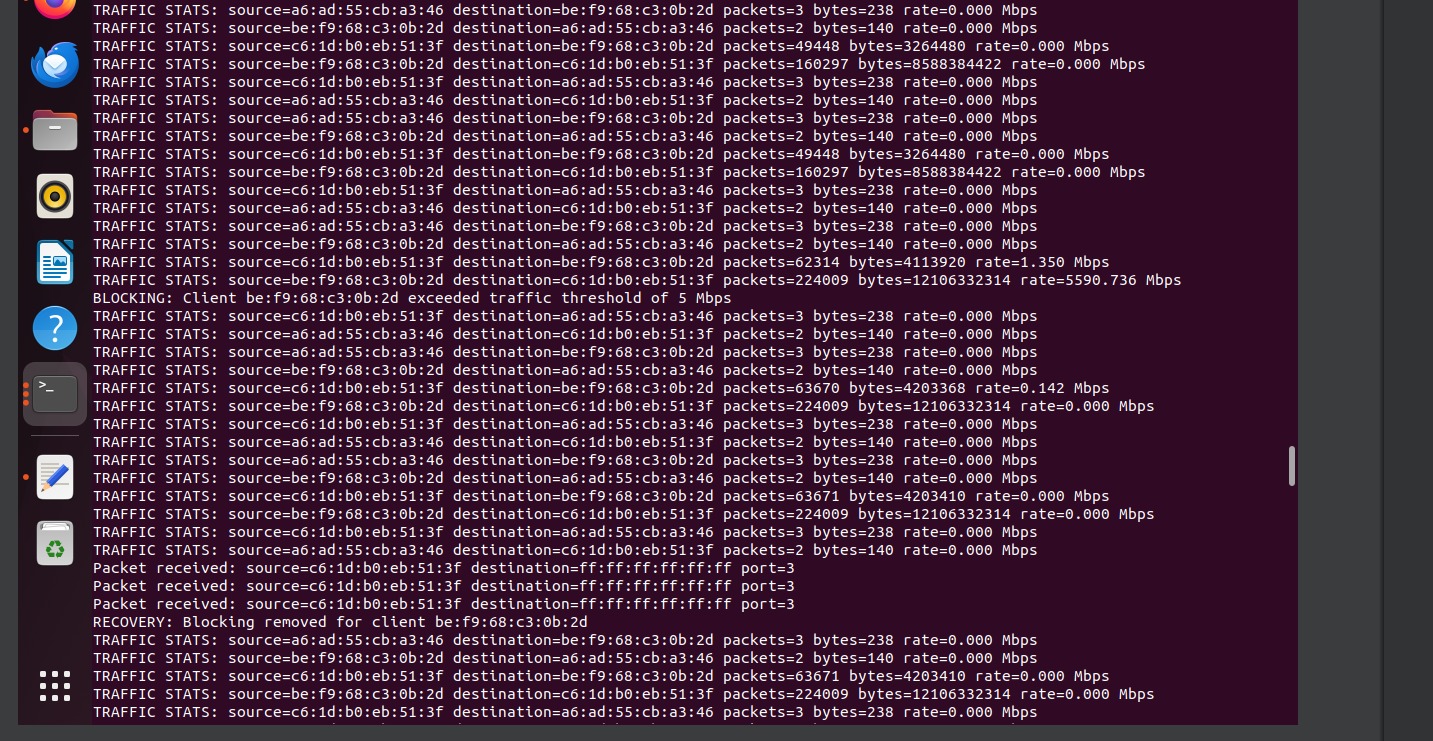 TRAFFIC STATS: source=a6:ad:55:cb:a3:46 destination=be:f9:68:c3:0b:2d packets=3 bytes=238 rate=0.000 Mbps
TRAFFIC STATS: source=be:f9:68:c3:0b:2d destination=a6:ad:55:cb:a3:46 packets=2 bytes=140 rate=0.000 Mbps
TRAFFIC STATS: source=c6:1d:b0:eb:51:3f destination=be:f9:68:c3:0b:2d packets=49448 bytes=3264480 rate=0.000 Mbps
TRAFFIC STATS: source=be:f9:68:c3:0b:2d destination=c6:1d:b0:eb:51:3f packets=160297 bytes=8588384422 rate=0.000 Mbps
TRAFFIC STATS: source=c6:1d:b0:eb:51:3f destination=a6:ad:55:cb:a3:46 packets=3 bytes=238 rate=0.000 Mbps
TRAFFIC STATS: source=a6:ad:55:cb:a3:46 destination=c6:1d:b0:eb:51:3f packets=2 bytes=140 rate=0.000 Mbps
TRAFFIC STATS: source=a6:ad:55:cb:a3:46 destination=be:f9:68:c3:0b:2d packets=3 bytes=238 rate=0.000 Mbps
TRAFFIC STATS: source=be:f9:68:c3:0b:2d destination=a6:ad:55:cb:a3:46 packets=2 bytes=140 rate=0.000 Mbps
TRAFFIC STATS: source=c6:1d:b0:eb:51:3f destination=be:f9:68:c3:0b:2d packets=49448 bytes=3264480 rate=0.000 Mbps
TRAFFIC STATS: source=be:f9:68:c3:0b:2d destination=c6:1d:b0:eb:51:3f packets=160297 bytes=8588384422 rate=0.000 Mbps
TRAFFIC STATS: source=c6:1d:b0:eb:51:3f destination=a6:ad:55:cb:a3:46 packets=3 bytes=238 rate=0.000 Mbps
TRAFFIC STATS: source=a6:ad:55:cb:a3:46 destination=c6:1d:b0:eb:51:3f packets=2 bytes=140 rate=0.000 Mbps
TRAFFIC STATS: source=a6:ad:55:cb:a3:46 destination=be:f9:68:c3:0b:2d packets=3 bytes=238 rate=0.000 Mbps
TRAFFIC STATS: source=be:f9:68:c3:0b:2d destination=a6:ad:55:cb:a3:46 packets=2 bytes=140 rate=0.000 Mbps
TRAFFIC STATS: source=c6:1d:b0:eb:51:3f destination=be:f9:68:c3:0b:2d packets=62314 bytes=4113920 rate=1.350 Mbps
TRAFFIC STATS: source=be:f9:68:c3:0b:2d destination=c6:1d:b0:eb:51:3f packets=224009 bytes=12106332314 rate=5590.736 Mbps
BLOCKING: Client be:f9:68:c3:0b:2d exceeded traffic threshold of 5 Mbps
TRAFFIC STATS: source=c6:1d:b0:eb:51:3f destination=a6:ad:55:cb:a3:46 packets=3 bytes=238 rate=0.000 Mbps
TRAFFIC STATS: source=a6:ad:55:cb:a3:46 destination=c6:1d:b0:eb:51:3f packets=2 bytes=140 rate=0.000 Mbps
TRAFFIC STATS: source=a6:ad:55:cb:a3:46 destination=be:f9:68:c3:0b:2d packets=3 bytes=238 rate=0.000 Mbps
TRAFFIC STATS: source=be:f9:68:c3:0b:2d destination=a6:ad:55:cb:a3:46 packets=2 bytes=140 rate=0.000 Mbps
TRAFFIC STATS: source=c6:1d:b0:eb:51:3f destination=be:f9:68:c3:0b:2d packets=63670 bytes=4203368 rate=0.142 Mbps
TRAFFIC STATS: source=be:f9:68:c3:0b:2d destination=c6:1d:b0:eb:51:3f packets=224009 bytes=12106332314 rate=0.000 Mbps
TRAFFIC STATS: source=c6:1d:b0:eb:51:3f destination=a6:ad:55:cb:a3:46 packets=3 bytes=238 rate=0.000 Mbps
TRAFFIC STATS: source=a6:ad:55:cb:a3:46 destination=c6:1d:b0:eb:51:3f packets=2 bytes=140 rate=0.000 Mbps
TRAFFIC STATS: source=a6:ad:55:cb:a3:46 destination=be:f9:68:c3:0b:2d packets=3 bytes=238 rate=0.000 Mbps
TRAFFIC STATS: source=be:f9:68:c3:0b:2d destination=a6:ad:55:cb:a3:46 packets=2 bytes=140 rate=0.000 Mbps
TRAFFIC STATS: source=c6:1d:b0:eb:51:3f destination=be:f9:68:c3:0b:2d packets=63671 bytes=4203410 rate=0.000 Mbps
TRAFFIC STATS: source=be:f9:68:c3:0b:2d destination=c6:1d:b0:eb:51:3f packets=224009 bytes=12106332314 rate=0.000 Mbps
TRAFFIC STATS: source=c6:1d:b0:eb:51:3f destination=a6:ad:55:cb:a3:46 packets=3 bytes=238 rate=0.000 Mbps
TRAFFIC STATS: source=a6:ad:55:cb:a3:46 destination=c6:1d:b0:eb:51:3f packets=2 bytes=140 rate=0.000 Mbps
Packet received: source=c6:1d:b0:eb:51:3f destination=ff:ff:ff:ff:ff:ff port=3
Packet received: source=c6:1d:b0:eb:51:3f destination=ff:ff:ff:ff:ff:ff port=3
Packet received: source=c6:1d:b0:eb:51:3f destination=ff:ff:ff:ff:ff:ff port=3
RECOVERY: Blocking removed for client be:f9:68:c3:0b:2d
TRAFFIC STATS: source=a6:ad:55:cb:a3:46 destination=be:f9:68:c3:0b:2d packets=3 bytes=238 rate=0.000 Mbps
TRAFFIC STATS: source=be:f9:68:c3:0b:2d destination=a6:ad:55:cb:a3:46 packets=2 bytes=140 rate=0.000 Mbps
TRAFFIC STATS: source=c6:1d:b0:eb:51:3f destination=be:f9:68:c3:0b:2d packets=63671 bytes=4203410 rate=0.000 Mbps
TRAFFIC STATS: source=be:f9:68:c3:0b:2d destination=c6:1d:b0:eb:51:3f packets=224009 bytes=12106332314 rate=0.000 Mbps
TRAFFIC STATS: source=c6:1d:b0:eb:51:3f destination=a6:ad:55:cb:a3:46 packets=3 bytes=238 rate=0.000 Mbps